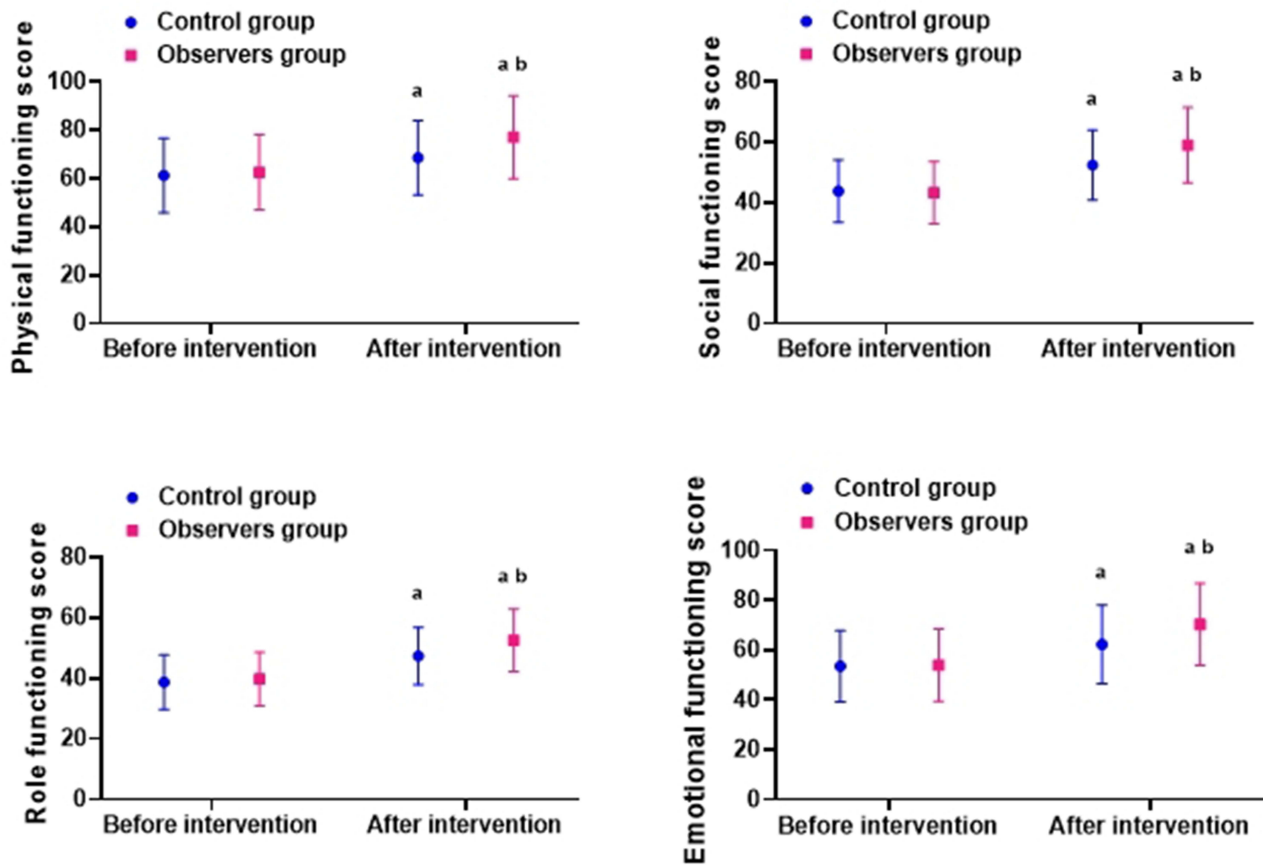 Control group
Observers group
Physical functioning score
a
a b
100
80
60
40
20
0
Before intervention
After intervention
Control group
Observers group
Social functioning score
a
a b
80
60
40
20
0
Before intervention
After intervention
Control group
Observers group
Role functioning score
a
a b
80
60
40
20
0
Before intervention
After intervention
Control group
Observers group
Emotional functioning score
a
a b
100
80
60
40
20
0
Before intervention
After intervention